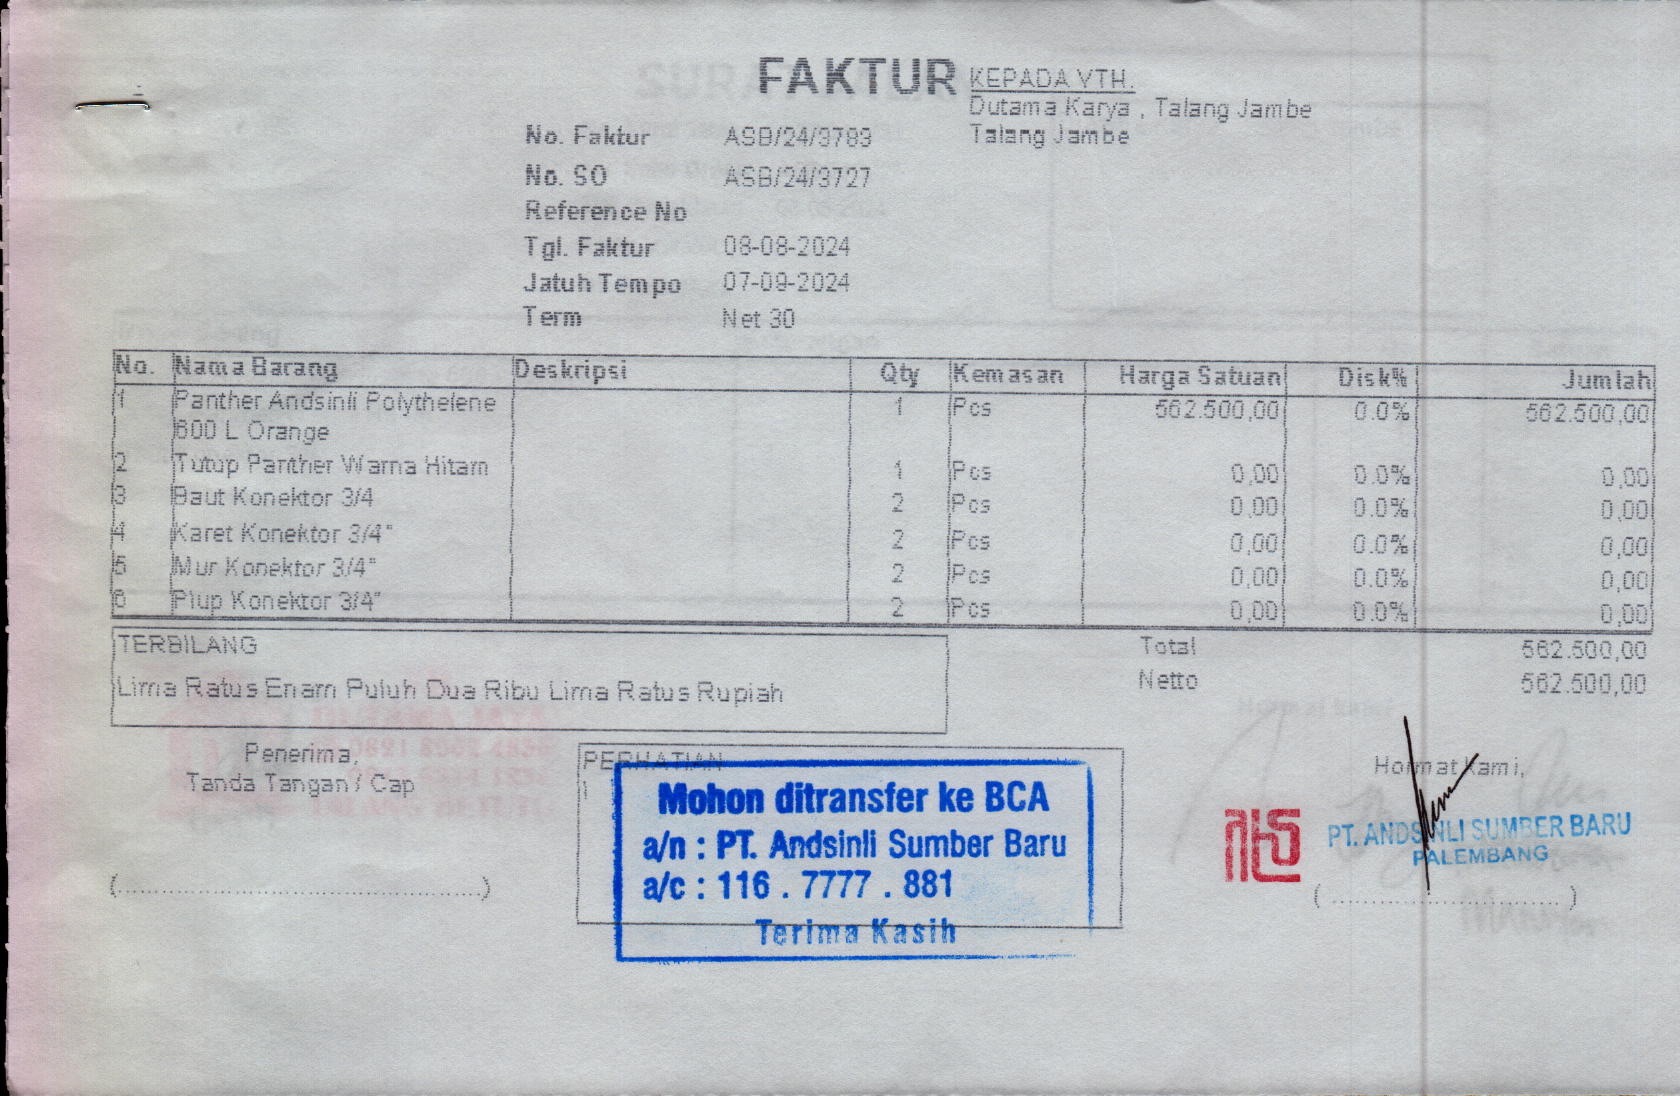 FAKTUR
KEPADA YTH.
Dutama Karya , Talang Jambe
Talang Jambe
No. Faktur ASB/24/3783
No. SO ASB/24/3727
Reference No
Tgl. Faktur 08-08-2024
Jatuh Tempo 07-09-2024
Term Net 30
No. Nama Barang Deskripsi Qty Kemasan Harga Satuan Disk% Jumlah
1 Panther Andsinli Polythelene 1 Pcs 562.500,00 0.0% 562.500,00
600 L Orange
2 Tutup Panther Warna Hitam 1 Pcs 0,00 0.0% 0,00
3 Baut Konektor 3/4 2 Pcs 0,00 0.0% 0,00
4 Karet Konektor 3/4" 2 Pcs 0,00 0.0% 0,00
5 Mur Konektor 3/4" 2 Pcs 0,00 0.0% 0,00
6 Plup Konektor 3/4" 2 Pcs 0,00 0.0% 0,00
TERBILANG
Lima Ratus Enam Puluh Dua Ribu Lima Ratus Rupiah
Total 562.500,00
Netto 562.500,00
Penerima,
Tanda Tangan / Cap
(........................................)
PERHATIAN
Mohon ditransfer ke BCA
a/n : PT. Andsinli Sumber Baru
a/c : 116 . 7777 . 881
Terima Kasih
Hormat Kami,
PT. ANDSINLI SUMBER BARU
PALEMBANG
(............................)